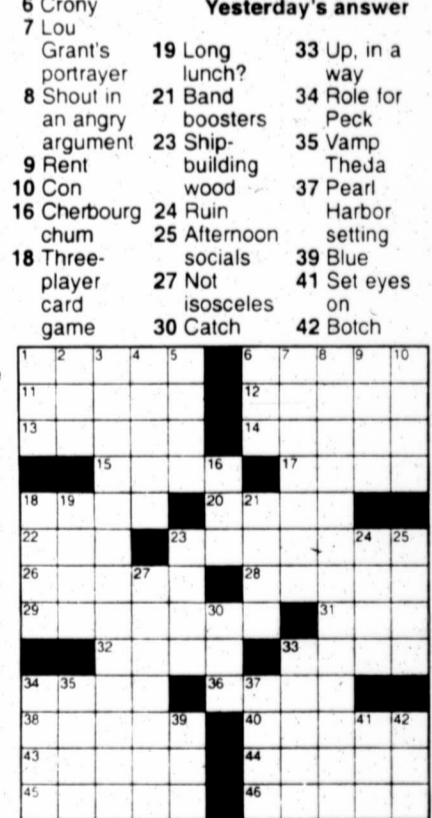 6 Crony
Yesterday's answer
7 Lou
Grant's
portrayer
8 Shout in
an angry
argument
9 Rent
10 Con
16 Cherbourg
chum
18 Three-
player
card
game
19 Long
lunch?
21 Band
boosters
23 Ship-
building
wood
24 Ruin
25 Afternoon
socials
27 Not
isosceles
30 Catch
33 Up, in a
way
34 Role for
Peck
35 Vamp
Theda
37 Pearl
Harbor
setting
39 Blue
41 Set eyes
on
42 Botch
1 2 3 4 5 6 7 8 9 10
11 12
13 14
15 16 17
18 19 20 21
22 23 24 25
26 27 28
29 30 31
32 33
34 35 36 37
38 39 40 41 42
43 44
45 46